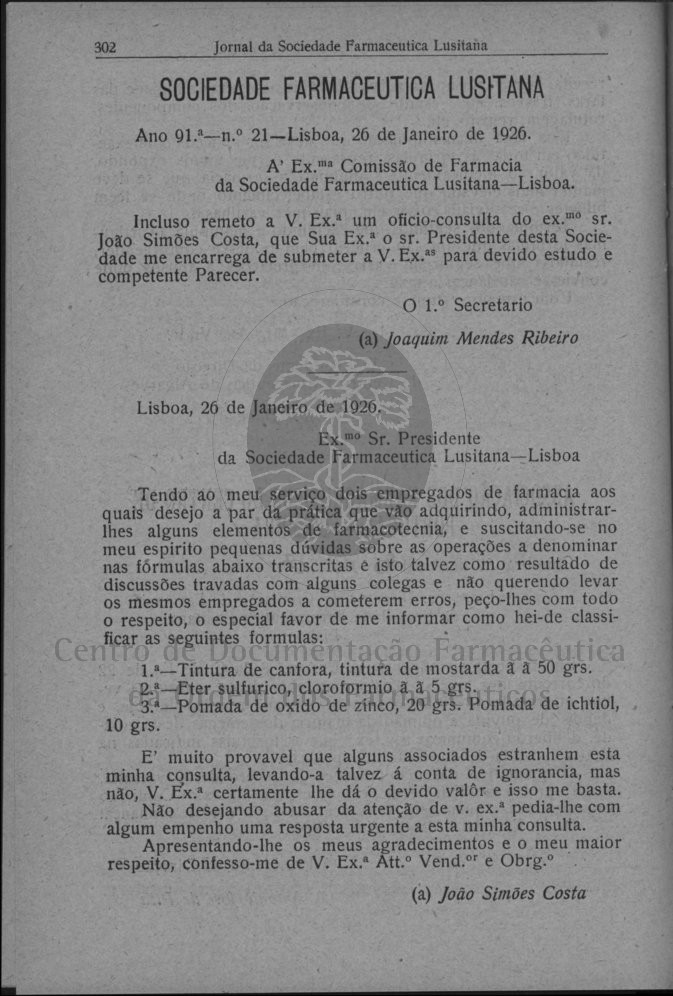 302
Jornal da Sociedade Farmaceutica Lusitana
SOCIEDADE FARMACEUTICA LUSITANA
Ano 91.ª—n.º 21—Lisboa, 26 de Janeiro de 1926.
A' Ex.ᵐᵃ Comissão de Farmacia
da Sociedade Farmaceutica Lusitana—Lisboa.
Incluso remeto a V. Ex.ª um oficio-consulta do ex.ᵐᵒ sr.
João Simões Costa, que Sua Ex.ª o sr. Presidente desta Socie-
dade me encarrega de submeter a V. Ex.ᵃˢ para devido estudo e
competente Parecer.
O 1.º Secretario
(a) Joaquim Mendes Ribeiro
Lisboa, 26 de Janeiro de 1926.
Ex.ᵐᵒ Sr. Presidente
da Sociedade Farmaceutica Lusitana—Lisboa
Tendo ao meu serviço dois empregados de farmacia aos
quais desejo a par da prática que vão adquirindo, administrar-
lhes alguns elementos de farmacotecnia, e suscitando-se no
meu espirito pequenas dúvidas sobre as operações a denominar
nas fórmulas abaixo transcritas e isto talvez como resultado de
discussões travadas com alguns colegas e não querendo levar
os mesmos empregados a cometerem erros, peço-lhes com todo
o respeito, o especial favor de me informar como hei-de classi-
ficar as seguintes formulas:
Centro de Documentação Farmacêutica
1.ª—Tintura de canfora, tintura de mostarda ã ã 50 grs.
2.ª—Eter sulfurico, cloroformio ã ã 5 grs.
da Ordem dos Farmacêuticos
3.ª—Pomada de oxido de zinco, 20 grs. Pomada de ichtiol,
10 grs.
E' muito provavel que alguns associados estranhem esta
minha consulta, levando-a talvez á conta de ignorancia, mas
não, V. Ex.ª certamente lhe dá o devido valôr e isso me basta.
Não desejando abusar da atenção de v. ex.ª pedia-lhe com
algum empenho uma resposta urgente a esta minha consulta.
Apresentando-lhe os meus agradecimentos e o meu maior
respeito, confesso-me de V. Ex.ª Att.º Vend.ᵒʳ e Obrg.º
(a) João Simões Costa